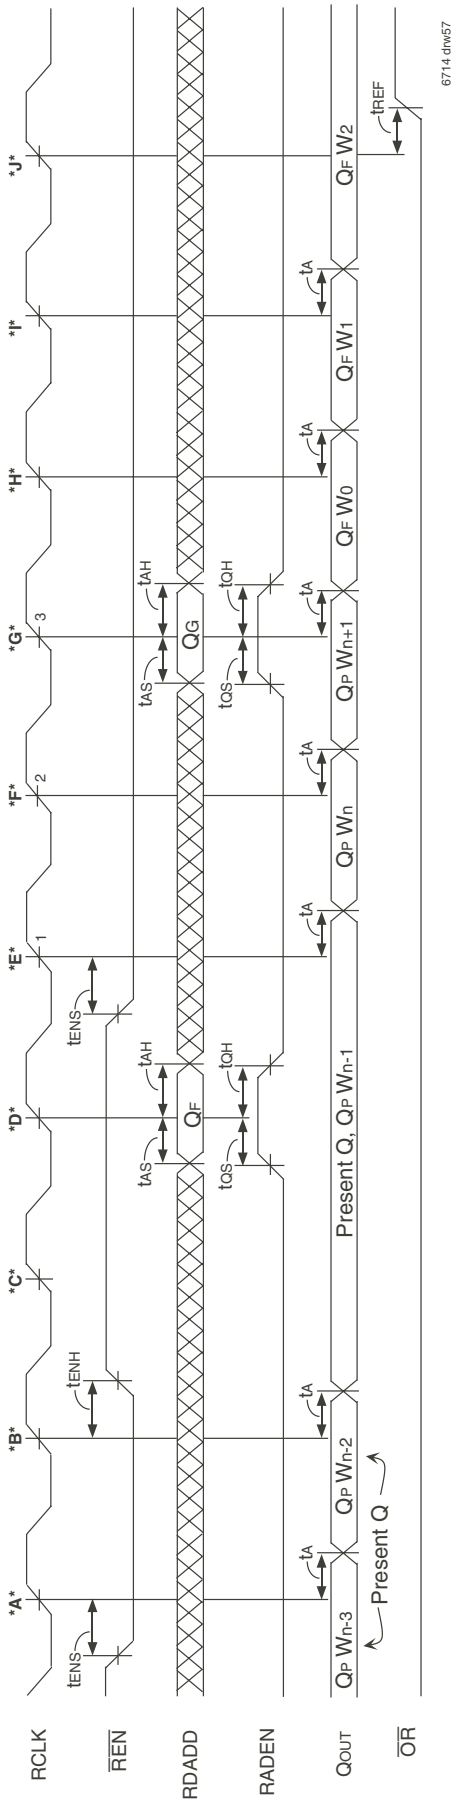 *A* *B* *C* *D* *E* *F* *G* *H* *I* *J*
RCLK 1 2 3
tENS tENH tENS
REN
tAS tAH tAS tAH
RDADD QF QG
tQS tQH tQS tQH
RADEN
tA tA tA tA tA tA tA tA
QOUT QP Wn-3 QP Wn-2 Present Q, QP Wn-1 QP Wn QP Wn+1 QF W0 QF W1 QF W2
Present Q
tREF
OR
6714 drw57